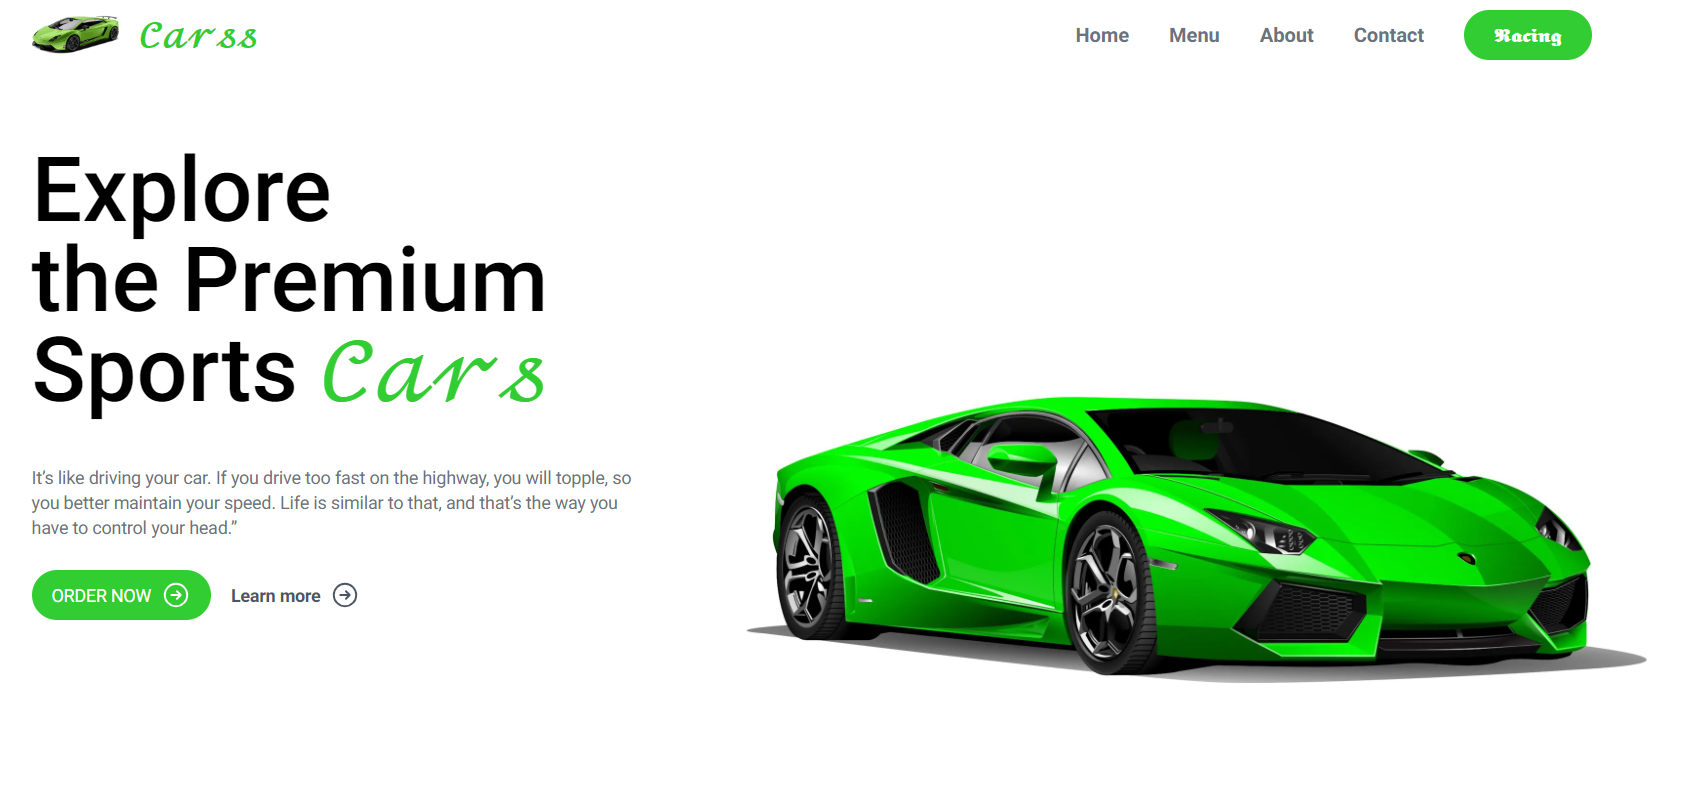 Carss
Home Menu About Contact Racing
Explore
the Premium
Sports Cars
It’s like driving your car. If you drive too fast on the highway, you will topple, so
you better maintain your speed. Life is similar to that, and that’s the way you
have to control your head.”
ORDER NOW Learn more